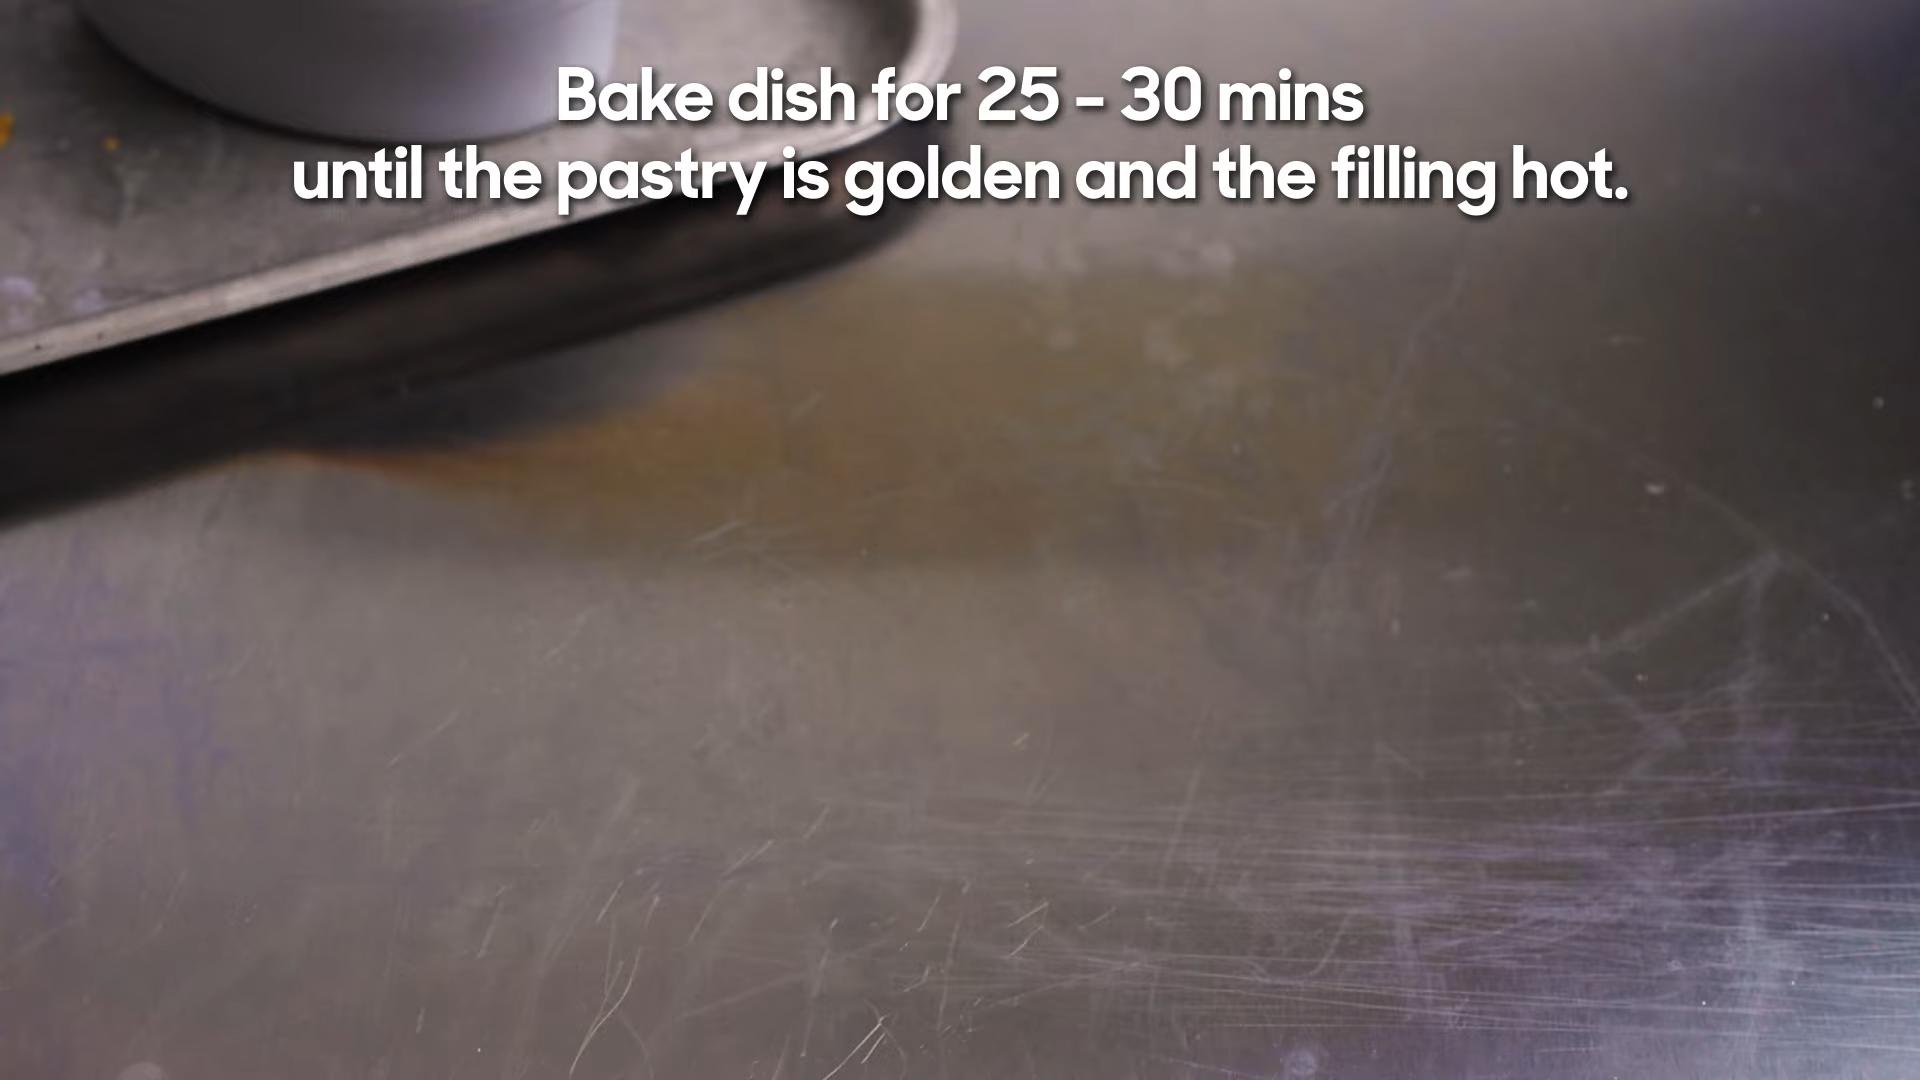 Bake dish for 25 - 30 mins
until the pastry is golden and the filling hot.